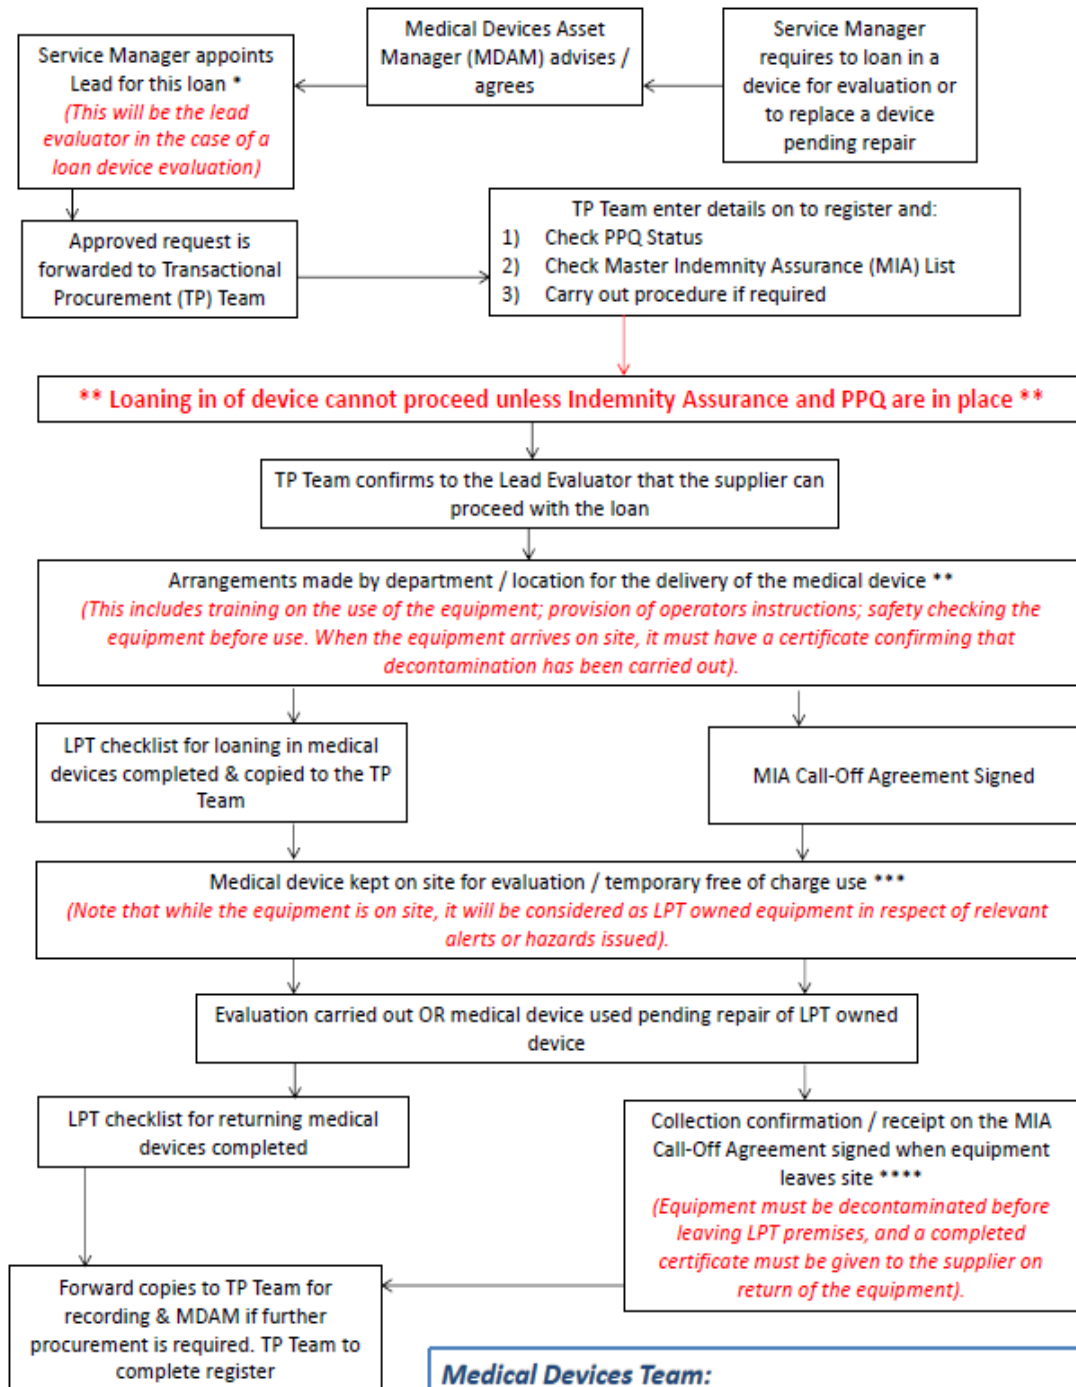 Service Manager appoints
Lead for this loan *
(This will be the lead
evaluator in the case of a
loan device evaluation)
Medical Devices Asset
Manager (MDAM) advises /
agrees
Service Manager
requires to loan in a
device for evaluation or
to replace a device
pending repair
Approved request is
forwarded to Transactional
Procurement (TP) Team
TP Team enter details on to register and:
1) Check PPQ Status
2) Check Master Indemnity Assurance (MIA) List
3) Carry out procedure if required
** Loaning in of device cannot proceed unless Indemnity Assurance and PPQ are in place **
TP Team confirms to the Lead Evaluator that the supplier can
proceed with the loan
Arrangements made by department / location for the delivery of the medical device **
(This includes training on the use of the equipment; provision of operators instructions; safety checking the
equipment before use. When the equipment arrives on site, it must have a certificate confirming that
decontamination has been carried out).
LPT checklist for loaning in medical
devices completed & copied to the TP
Team
MIA Call-Off Agreement Signed
Medical device kept on site for evaluation / temporary free of charge use ***
(Note that while the equipment is on site, it will be considered as LPT owned equipment in respect of relevant
alerts or hazards issued).
Evaluation carried out OR medical device used pending repair of LPT owned
device
LPT checklist for returning medical
devices completed
Collection confirmation / receipt on the MIA
Call-Off Agreement signed when equipment
leaves site ****
(Equipment must be decontaminated before
leaving LPT premises, and a completed
certificate must be given to the supplier on
return of the equipment).
Forward copies to TP Team for
recording & MDAM if further
procurement is required. TP Team to
complete register
Medical Devices Team: